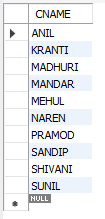 CNAME
ANIL
KRANTI
MADHURI
MANDAR
MEHUL
NAREN
PRAMOD
SANDIP
SHIVANI
SUNIL
NULL